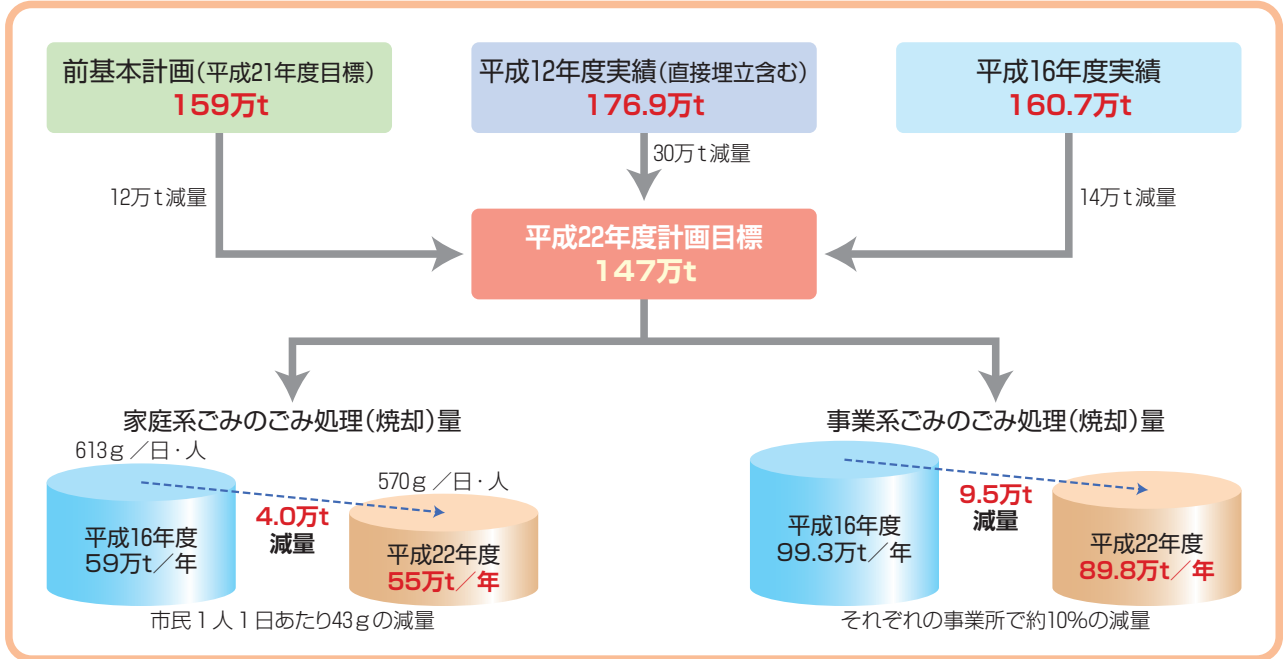 前基本計画(平成21年度目標)
159万t
平成12年度実績(直接埋立含む)
176.9万t
平成16年度実績
160.7万t
12万t減量
30万t減量
14万t減量
平成22年度計画目標
147万t
家庭系ごみのごみ処理(焼却)量
613g/日・人
570g/日・人
平成16年度
59万t/年
4.0万t
減量
平成22年度
55万t/年
市民1人1日あたり43gの減量
事業系ごみのごみ処理(焼却)量
平成16年度
99.3万t/年
9.5万t
減量
平成22年度
89.8万t/年
それぞれの事業所で約10%の減量